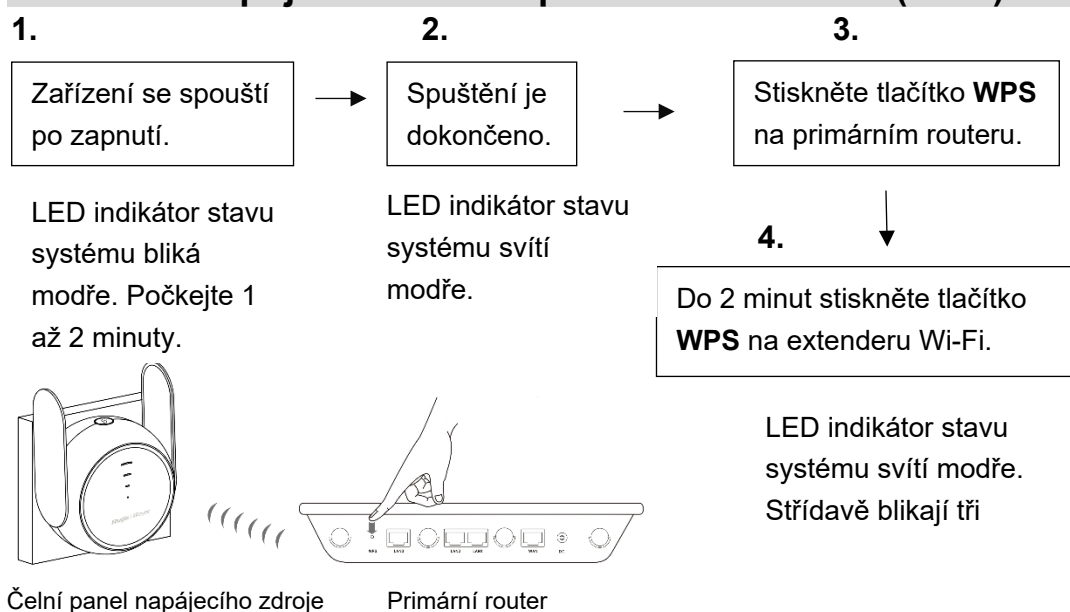 1.
2.
3.
Zařízení se spouští
po zapnutí.
Spuštění je
dokončeno.
Stiskněte tlačítko WPS
na primárním routeru.
LED indikátor stavu
systému bliká
modře. Počkejte 1
až 2 minuty.
LED indikátor stavu
systému svítí
modře.
4.
Do 2 minut stiskněte tlačítko
WPS na extenderu Wi-Fi.
LED indikátor stavu
systému svítí modře.
Střídavě blikají tři
WPS
WAN
DC
Čelní panel napájecího zdroje
Primární router